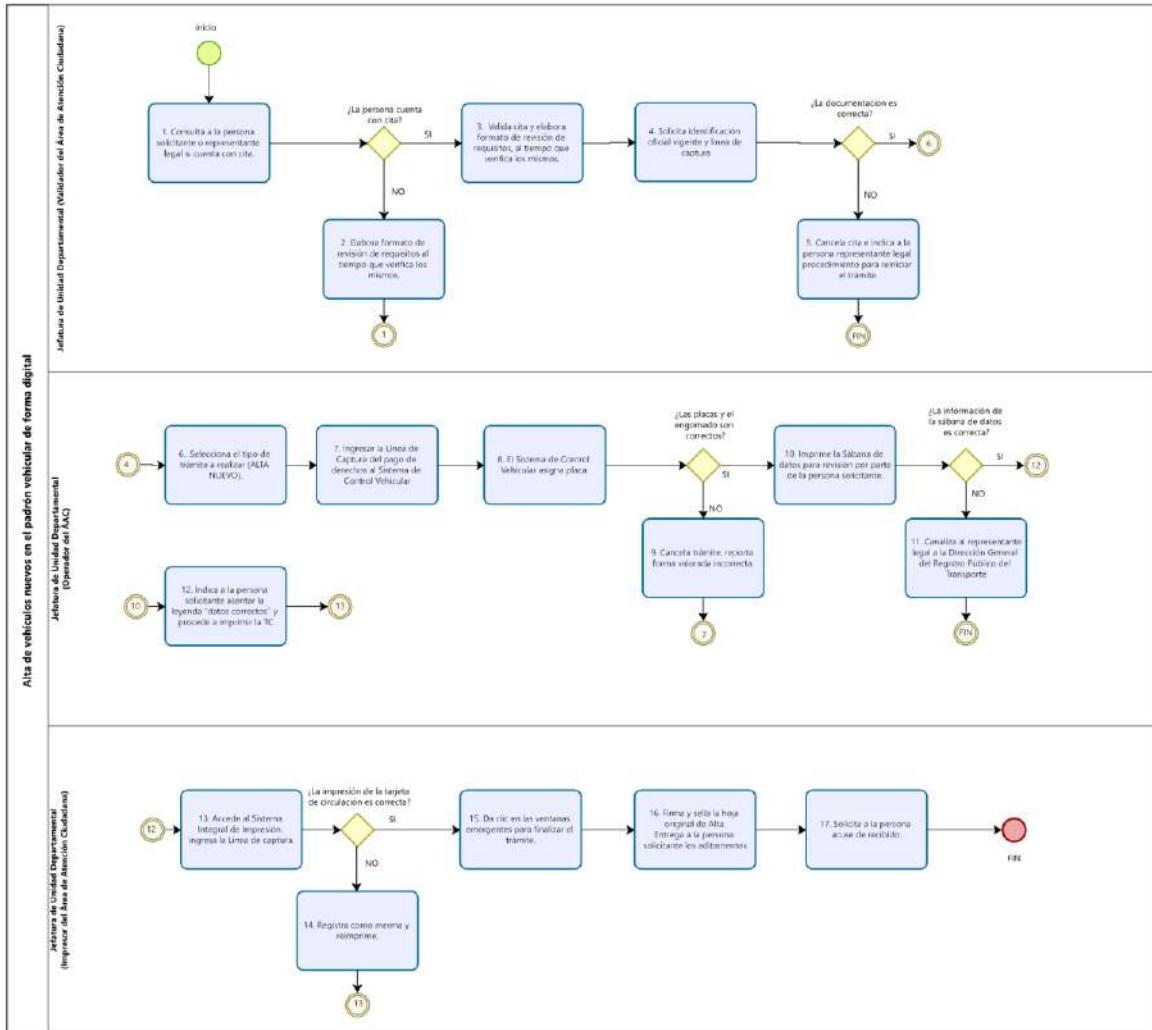 Alta de vehículos nuevos en el padrón vehicular de forma digital
Jefatura de Unidad Departamental (Validador del Área de Atención Ciudadana)
inicio
1. Consulta a la persona
solicitante o representante
legal si cuenta con cita.
¿La persona cuenta
con cita?
SI
NO
2. Elabora formato de
revisión de requisitos al
tiempo que verifica los
mismos.
1
3. Valida cita y elabora
formato de revisión de
requisitos, al tiempo que
verifica los mismos.
4. Solicita identificación
oficial vigente y línea de
captura
¿La documentación es
correcta?
SI
6
NO
5. Cancela cita e indica a la
persona representante legal
procedimiento para reiniciar
el trámite
FIN
Jefatura de Unidad Departamental
(Operador del AAC)
4
6. Selecciona el tipo de
trámite a realizar (ALTA
NUEVO).
7. Ingresar la Línea de
Captura del pago de
derechos al Sistema de
Control Vehicular
8. El Sistema de Control
Vehicular asigna placa
¿Las placas y el
engomado son
correctos?
SI
NO
9. Cancela trámite, reporta
forma valorada incorrecta.
7
10. Imprime la Sábana de
datos para revisión por parte
de la persona solicitante.
¿La información de
la sábana de datos
es correcta?
SI
12
NO
11. Canaliza al representante
legal a la Dirección General
del Registro Público del
Transporte
FIN
10
12. Indica a la persona
solicitante asentar la
leyenda "datos correctos" y
procede a imprimir la TC
13
Jefatura de Unidad Departamental
(Impresor del Área de Atención Ciudadana)
12
13. Accede al Sistema
Integral de Impresión,
ingresa la Línea de captura.
¿La impresión de la tarjeta
de circulación es correcta?
SI
NO
14. Registra como merma y
reimprime.
13
15. Da clic en las ventanas
emergentes para finalizar el
trámite.
16. Firma y sella la hoja
original de Alta.
Entrega a la persona
solicitante los aditamentos
17. Solicita a la persona
acuse de recibido.
FIN